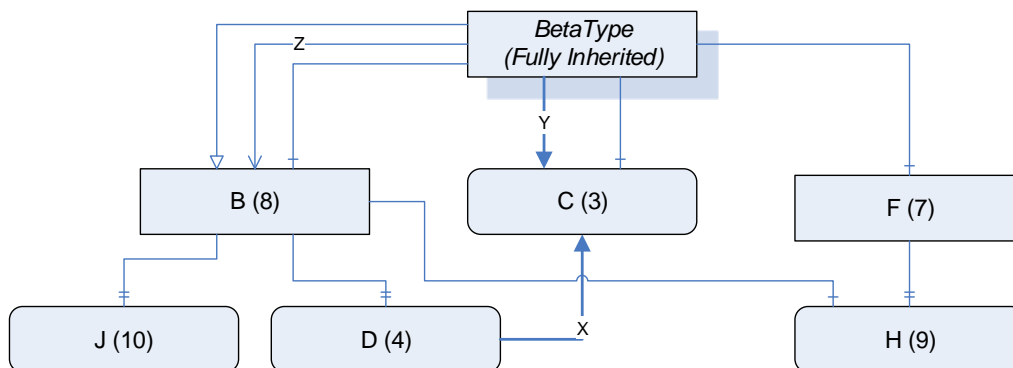 BetaType
(Fully Inherited)
Z
Y
B (8)
C (3)
F (7)
X
J (10)
D (4)
H (9)